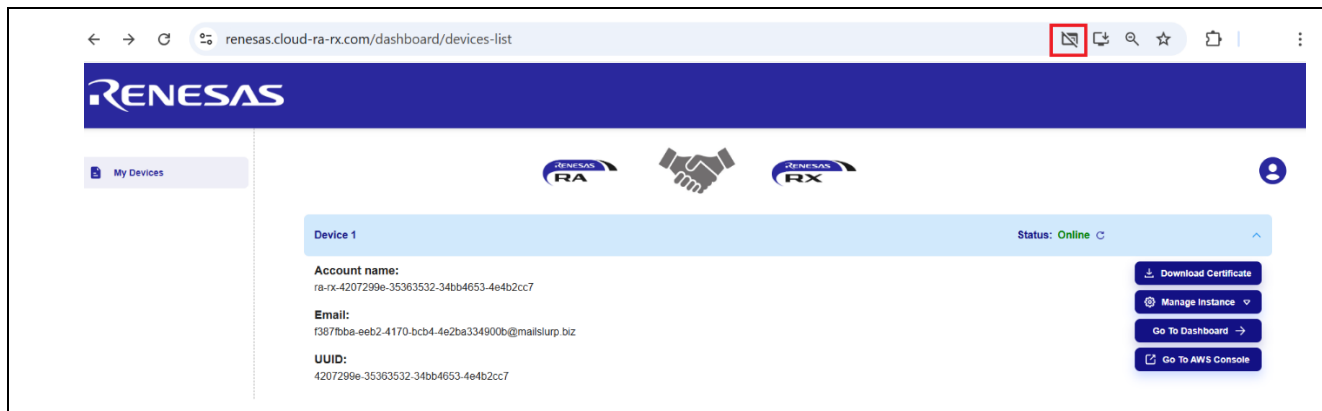 renesas.cloud-ra-rx.com/dashboard/devices-list
RENESAS
My Devices
RENESAS
RA
RENESAS
RX
Device 1
Status: Online
Account name:
ra-rx-4207299e-35363532-34bb4653-4e4b2cc7
Download Certificate
Manage Instance
Email:
f387fbba-eeb2-4170-bcb4-4e2ba334900b@mailslurp.biz
Go To Dashboard
Go To AWS Console
UUID:
4207299e-35363532-34bb4653-4e4b2cc7